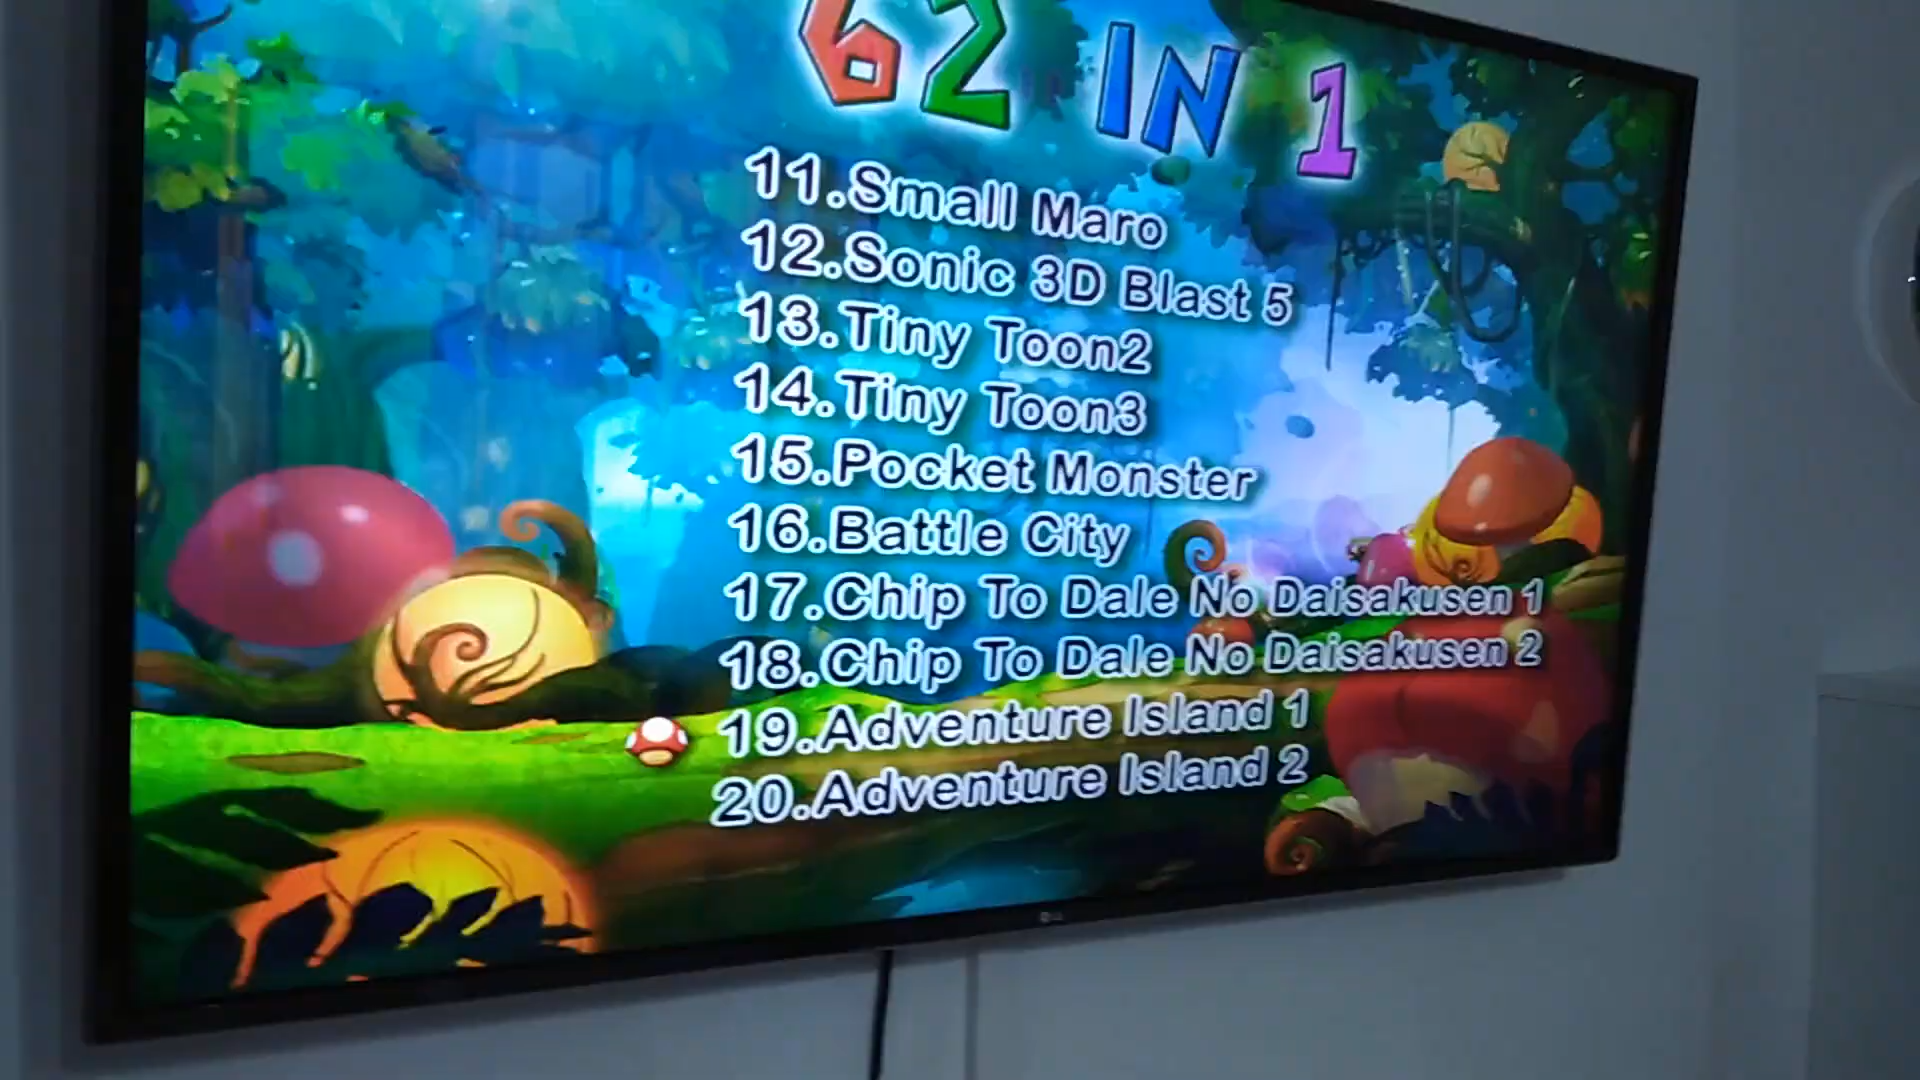 62 IN 1
11.Small Maro
12.Sonic 3D Blast 5
13.Tiny Toon2
14.Tiny Toon3
15.Pocket Monster
16.Battle City
17.Chip To Dale No Daisakusen 1
18.Chip To Dale No Daisakusen 2
19.Adventure Island 1
20.Adventure Island 2
LG